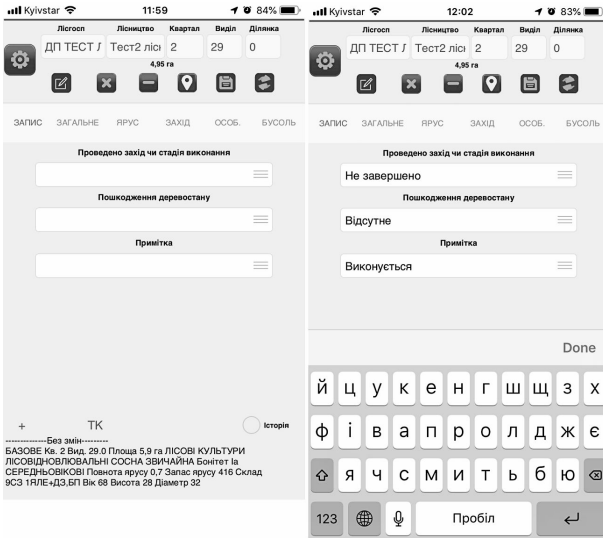 Kyivstar 11:59 84%
Лісгосп Лісництво Квартал Виділ Ділянка
ДП ТЕСТ Л Тест2 лісн 2 29 0
4,95 га
ЗАПИС ЗАГАЛЬНЕ ЯРУС ЗАХІД ОСОБ. БУСОЛЬ
Проведено захід чи стадія виконання
Пошкодження деревостану
Примітка
+ ТК Історія
--------------Без змін---------
БАЗОВЕ Кв. 2 Вид. 29.0 Площа 5,9 га ЛІСОВІ КУЛЬТУРИ
ЛІСОВІДНОВЛЮВАЛЬНІ СОСНА ЗВИЧАЙНА Бонітет Ia
СЕРЕДНЬОВІКОВІ Повнота ярусу 0,7 Запас ярусу 416 Склад
9СЗ 1ЯЛЕ+ДЗ,БП Вік 68 Висота 28 Діаметр 32
Kyivstar 12:02 83%
Лісгосп Лісництво Квартал Виділ Ділянка
ДП ТЕСТ Л Тест2 лісн 2 29 0
4,95 га
ЗАПИС ЗАГАЛЬНЕ ЯРУС ЗАХІД ОСОБ. БУСОЛЬ
Проведено захід чи стадія виконання
Не завершено
Пошкодження деревостану
Відсутнє
Примітка
Виконується
Done
й ц у к е н г ш щ з х
ф і в а п р о л д ж є
я ч с м и т ь б ю
123 Пробіл